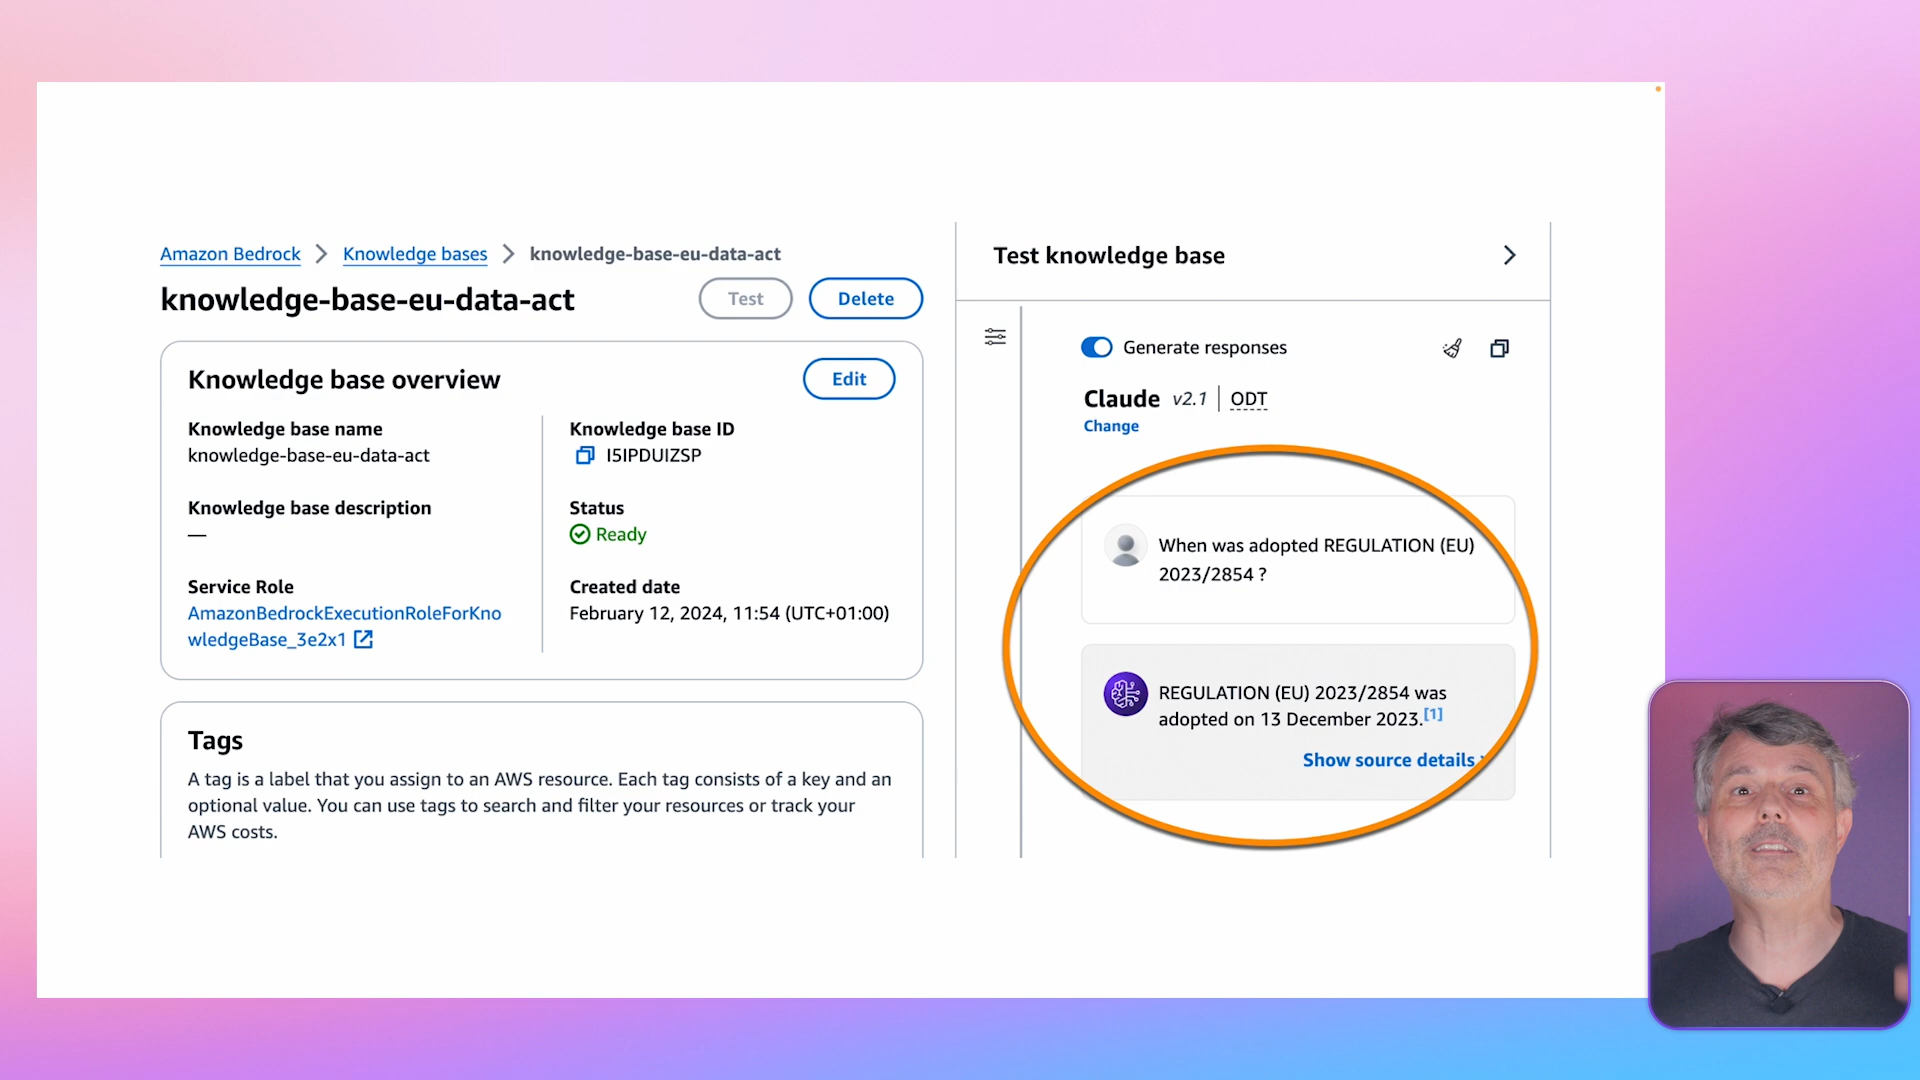 Amazon Bedrock > Knowledge bases > knowledge-base-eu-data-act
knowledge-base-eu-data-act
Test
Delete
Knowledge base overview
Edit
Knowledge base name
knowledge-base-eu-data-act
Knowledge base description
—
Service Role
AmazonBedrockExecutionRoleForKno
wledgeBase_3e2x1
Knowledge base ID
I5IPDUIZSP
Status
Ready
Created date
February 12, 2024, 11:54 (UTC+01:00)
Tags
A tag is a label that you assign to an AWS resource. Each tag consists of a key and an
optional value. You can use tags to search and filter your resources or track your
AWS costs.
Test knowledge base
Generate responses
Claude v2.1 | ODT
Change
When was adopted REGULATION (EU)
2023/2854 ?
REGULATION (EU) 2023/2854 was
adopted on 13 December 2023.[1]
Show source details